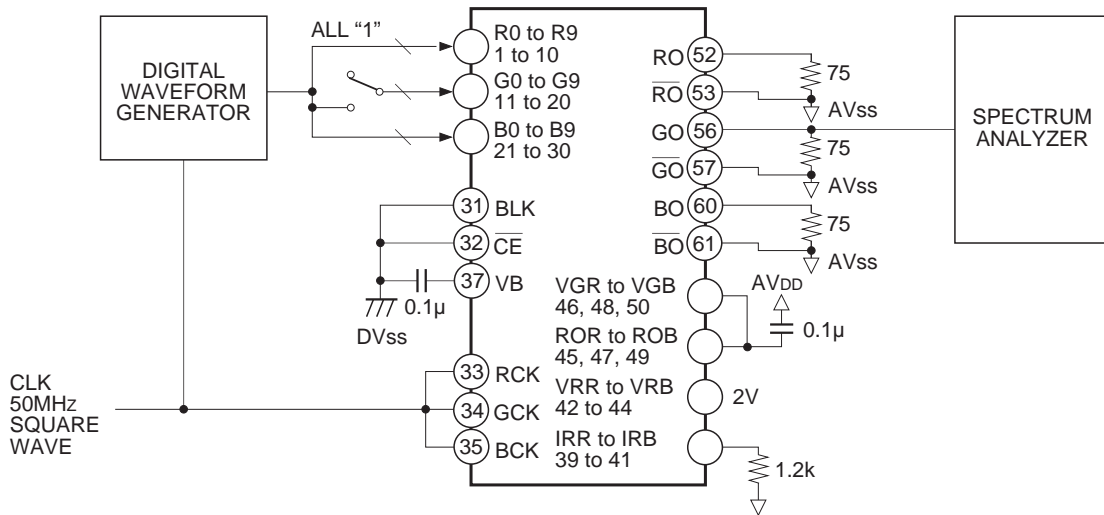 ALL “1”
DIGITAL
WAVEFORM
GENERATOR
R0 to R9
1 to 10
G0 to G9
11 to 20
B0 to B9
21 to 30
31 BLK
32 CE
37 VB
0.1µ
DVss
CLK
50MHz
SQUARE
WAVE
33 RCK
34 GCK
35 BCK
RO 52
75
RO 53
AVss
GO 56
75
GO 57
AVss
BO 60
75
BO 61
AVss
VGR to VGB
46, 48, 50
AVDD
0.1µ
ROR to ROB
45, 47, 49
VRR to VRB
42 to 44
2V
IRR to IRB
39 to 41
1.2k
SPECTRUM
ANALYZER